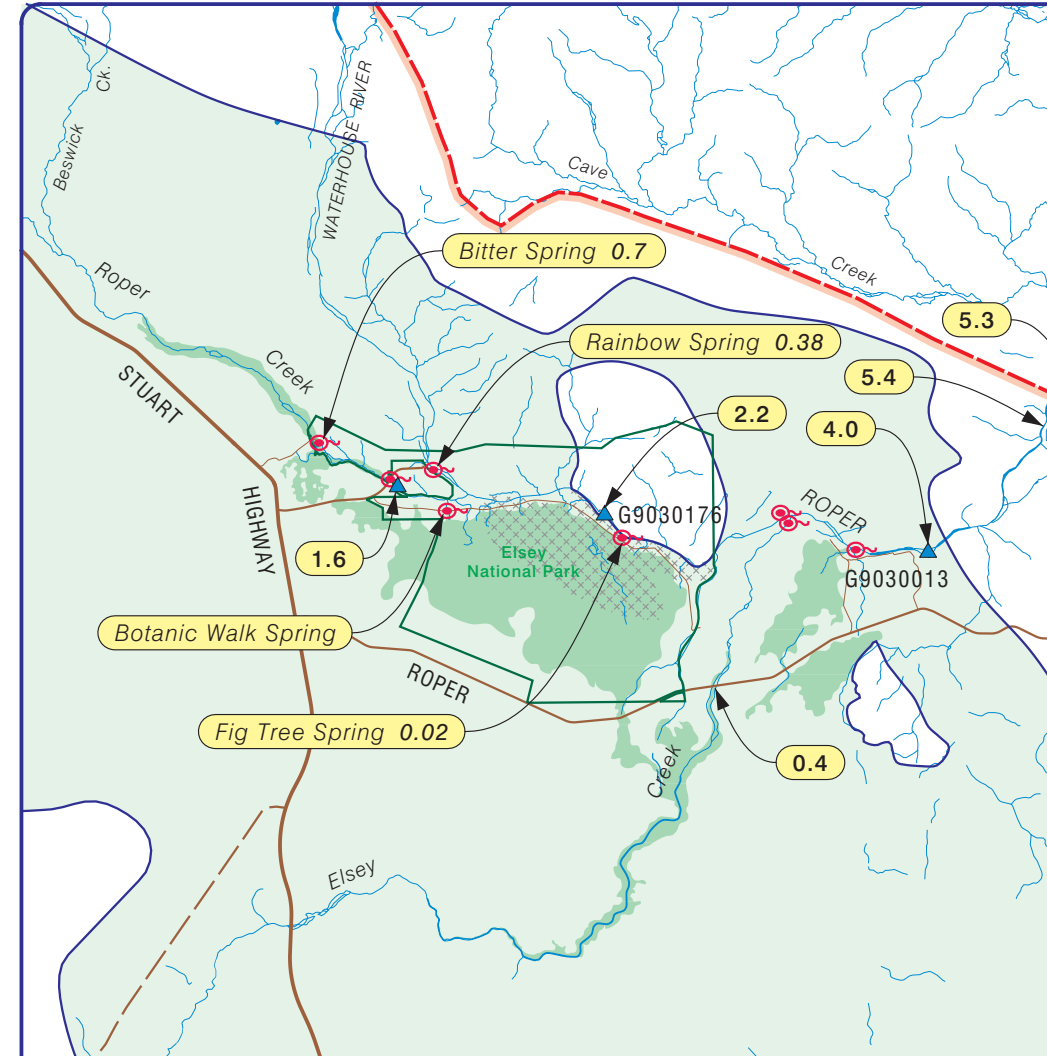 Beswick
Ck.
WATERHOUSE RIVER
Cave
Creek
Bitter Spring 0.7
Roper
Creek
Rainbow Spring 0.38
5.3
5.4
STUART
HIGHWAY
2.2
4.0
ROPER
G9030176
G9030013
1.6
Elsey
National Park
Botanic Walk Spring
ROPER
Fig Tree Spring 0.02
Creek
0.4
Elsey